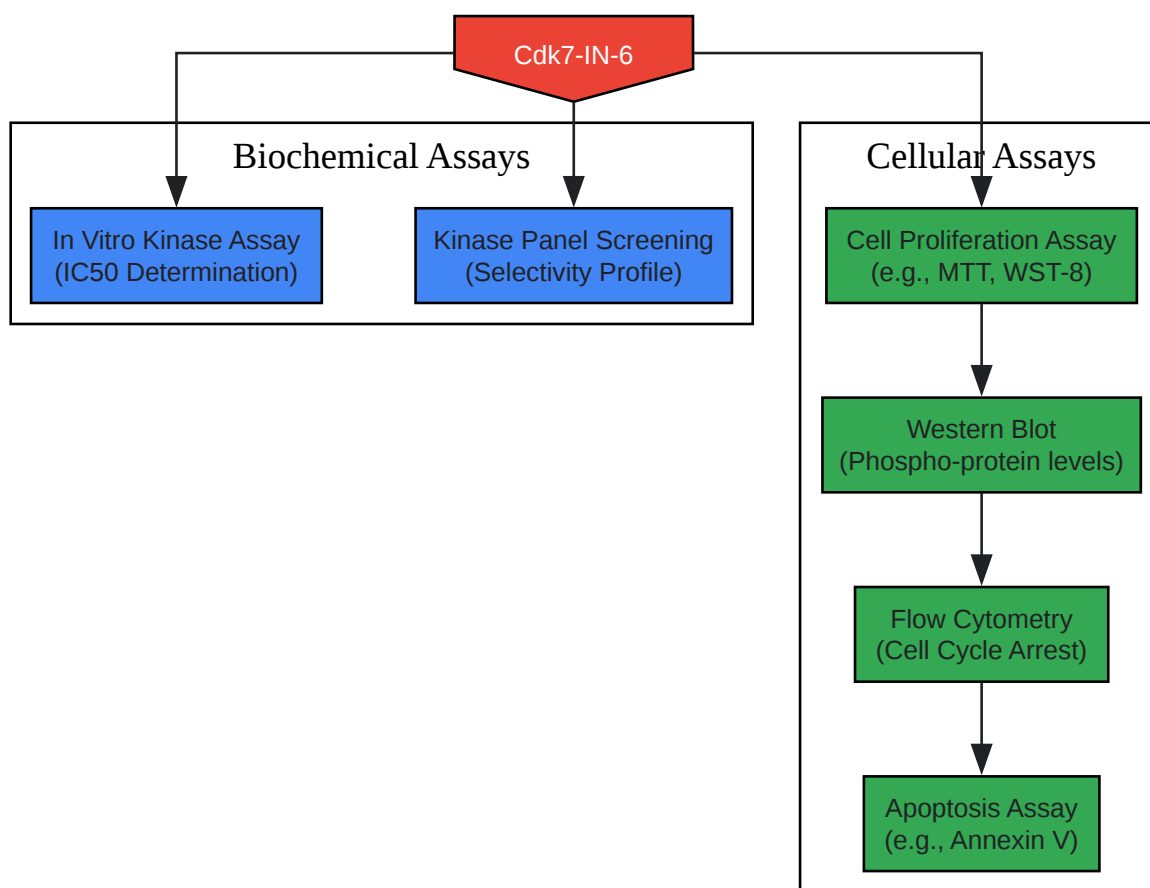 Cdk7-IN-6
Biochemical Assays
In Vitro Kinase Assay
(IC50 Determination)
Kinase Panel Screening
(Selectivity Profile)
Cellular Assays
Cell Proliferation Assay
(e.g., MTT, WST-8)
Western Blot
(Phospho-protein levels)
Flow Cytometry
(Cell Cycle Arrest)
Apoptosis Assay
(e.g., Annexin V)